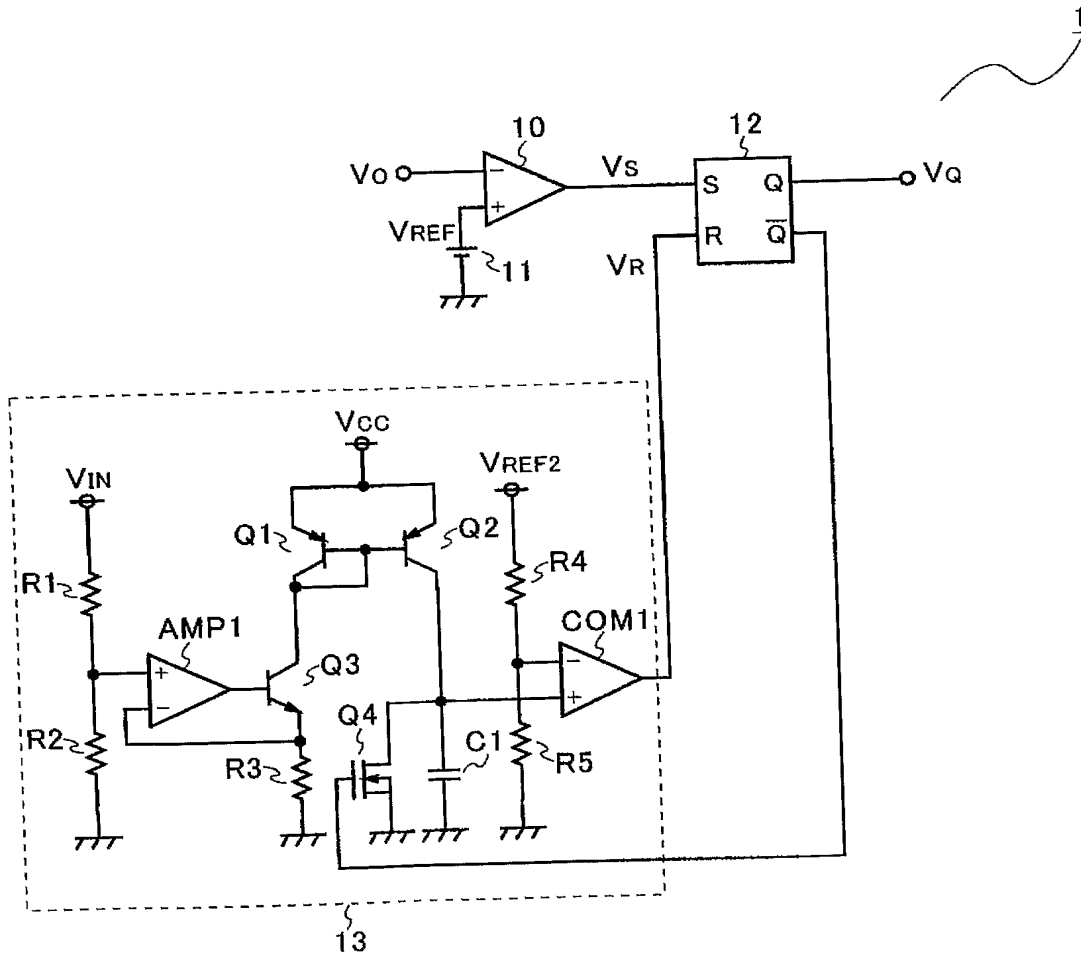 1
10
12
Vo
−
+
VS
S
Q
VQ
VREF
R
Q̅
11
VR
VCC
VIN
VREF2
Q1
Q2
R1
R4
AMP1
COM1
+
−
Q3
−
+
R2
Q4
C1
R3
R5
13